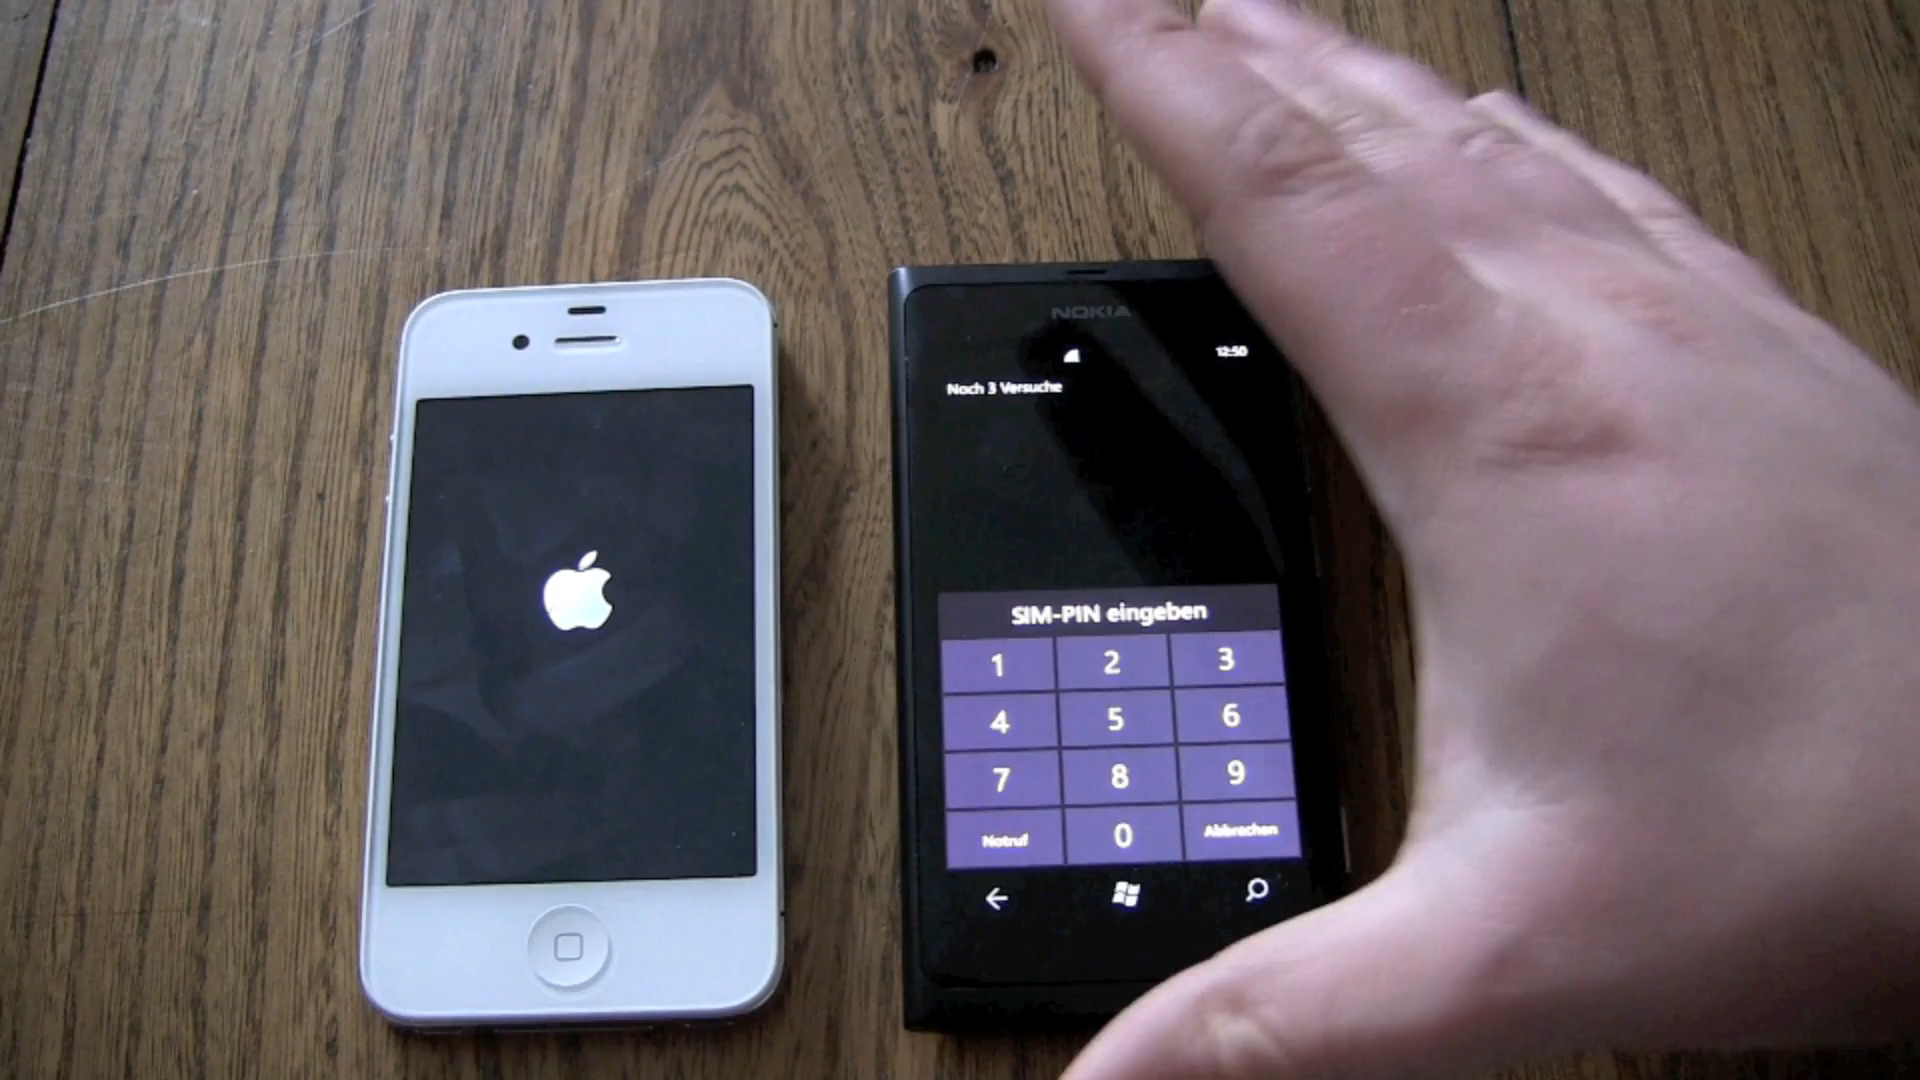 NOKIA
12:50
Noch 3 Versuche
SIM-PIN eingeben
1 2 3
4 5 6
7 8 9
Notruf 0 Abbrechen